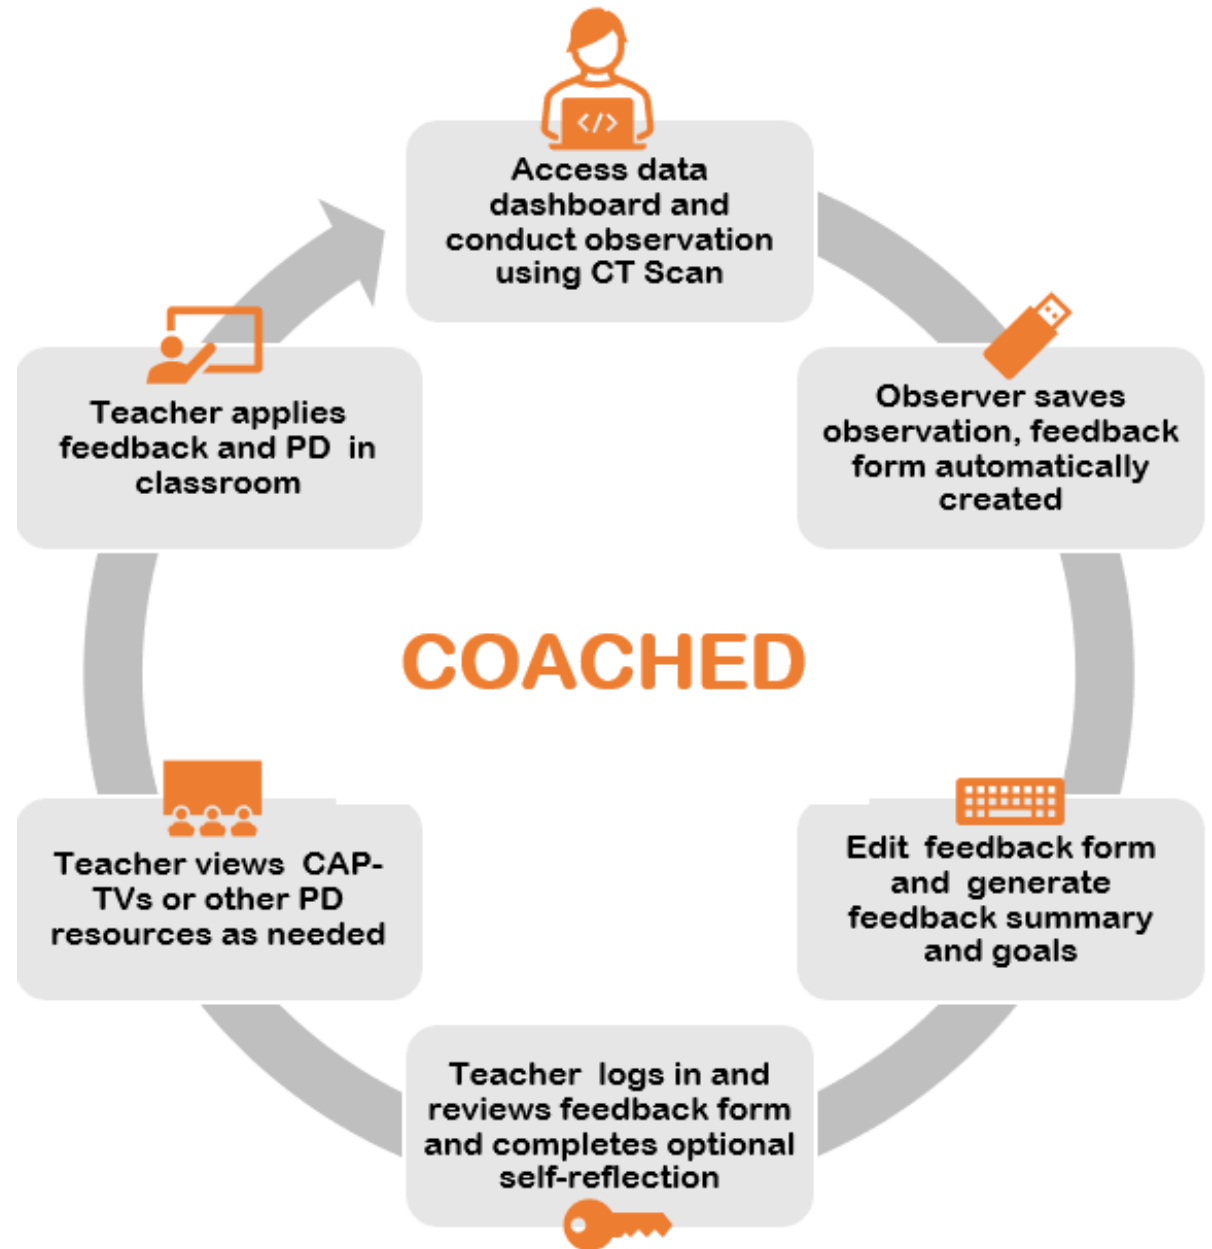 </>
Access data
dashboard and
conduct observation
using CT Scan
Observer saves
observation, feedback
form automatically
created
Edit feedback form
and generate
feedback summary
and goals
Teacher logs in and
reviews feedback form
and completes optional
self-reflection
Teacher views CAP-
TVs or other PD
resources as needed
Teacher applies
feedback and PD in
classroom
COACHED